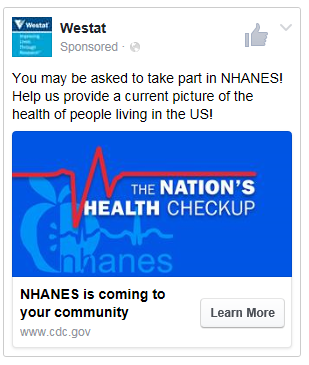 Westat
Improving
Lives
Through
Research
Westat
Sponsored ·
You may be asked to take part in NHANES!
Help us provide a current picture of the
health of people living in the US!
THE NATION'S
HEALTH CHECKUP
nhanes
NHANES is coming to
your community
Learn More
www.cdc.gov